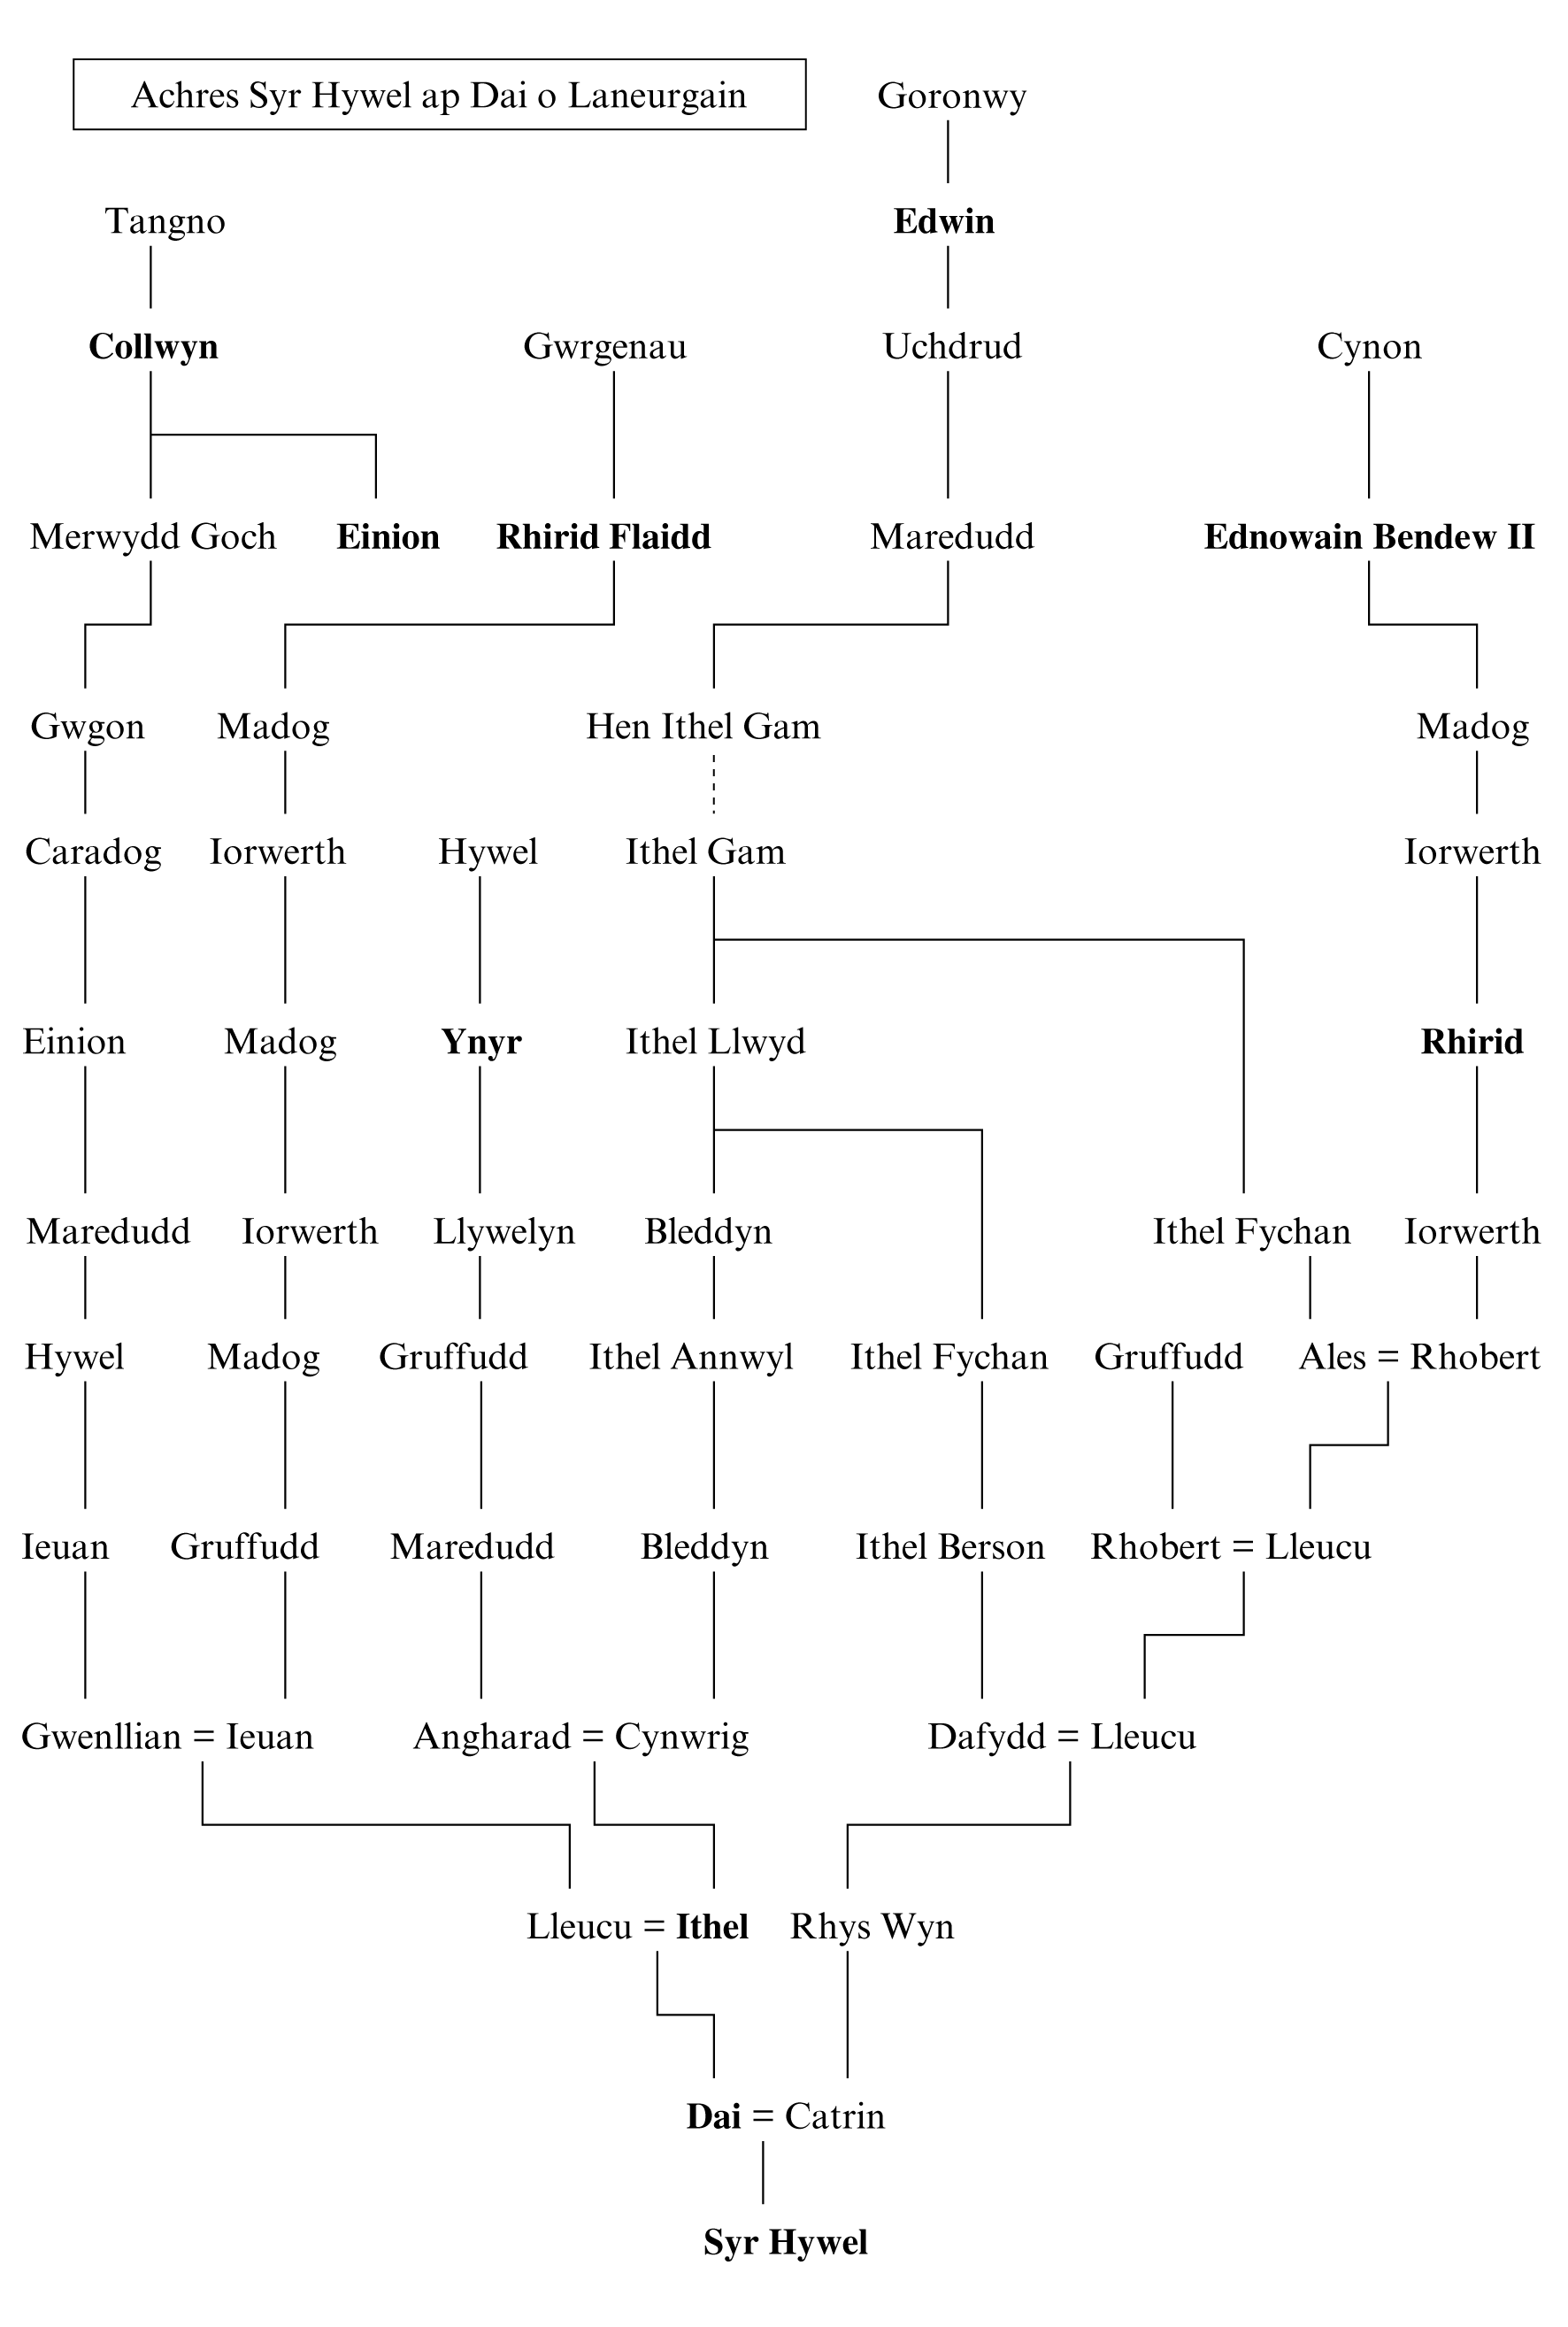 Achres Syr Hywel ap Dai o Laneurgain
Goronwy
Tangno
Edwin
Collwyn
Gwrgenau
Uchdrud
Cynon
Merwydd Goch
Einion
Rhirid Flaidd
Maredudd
Ednowain Bendew II
Gwgon
Madog
Hen Ithel Gam
Madog
Caradog
Iorwerth
Hywel
Ithel Gam
Iorwerth
Einion
Madog
Ynyr
Ithel Llwyd
Rhirid
Maredudd
Iorwerth
Llywelyn
Bleddyn
Ithel Fychan
Iorwerth
Hywel
Madog
Gruffudd
Ithel Annwyl
Ithel Fychan
Gruffudd
Ales = Rhobert
Ieuan
Gruffudd
Maredudd
Bleddyn
Ithel Berson
Rhobert = Lleucu
Gwenllian = Ieuan
Angharad = Cynwrig
Dafydd = Lleucu
Lleucu = Ithel
Rhys Wyn
Dai = Catrin
Syr Hywel